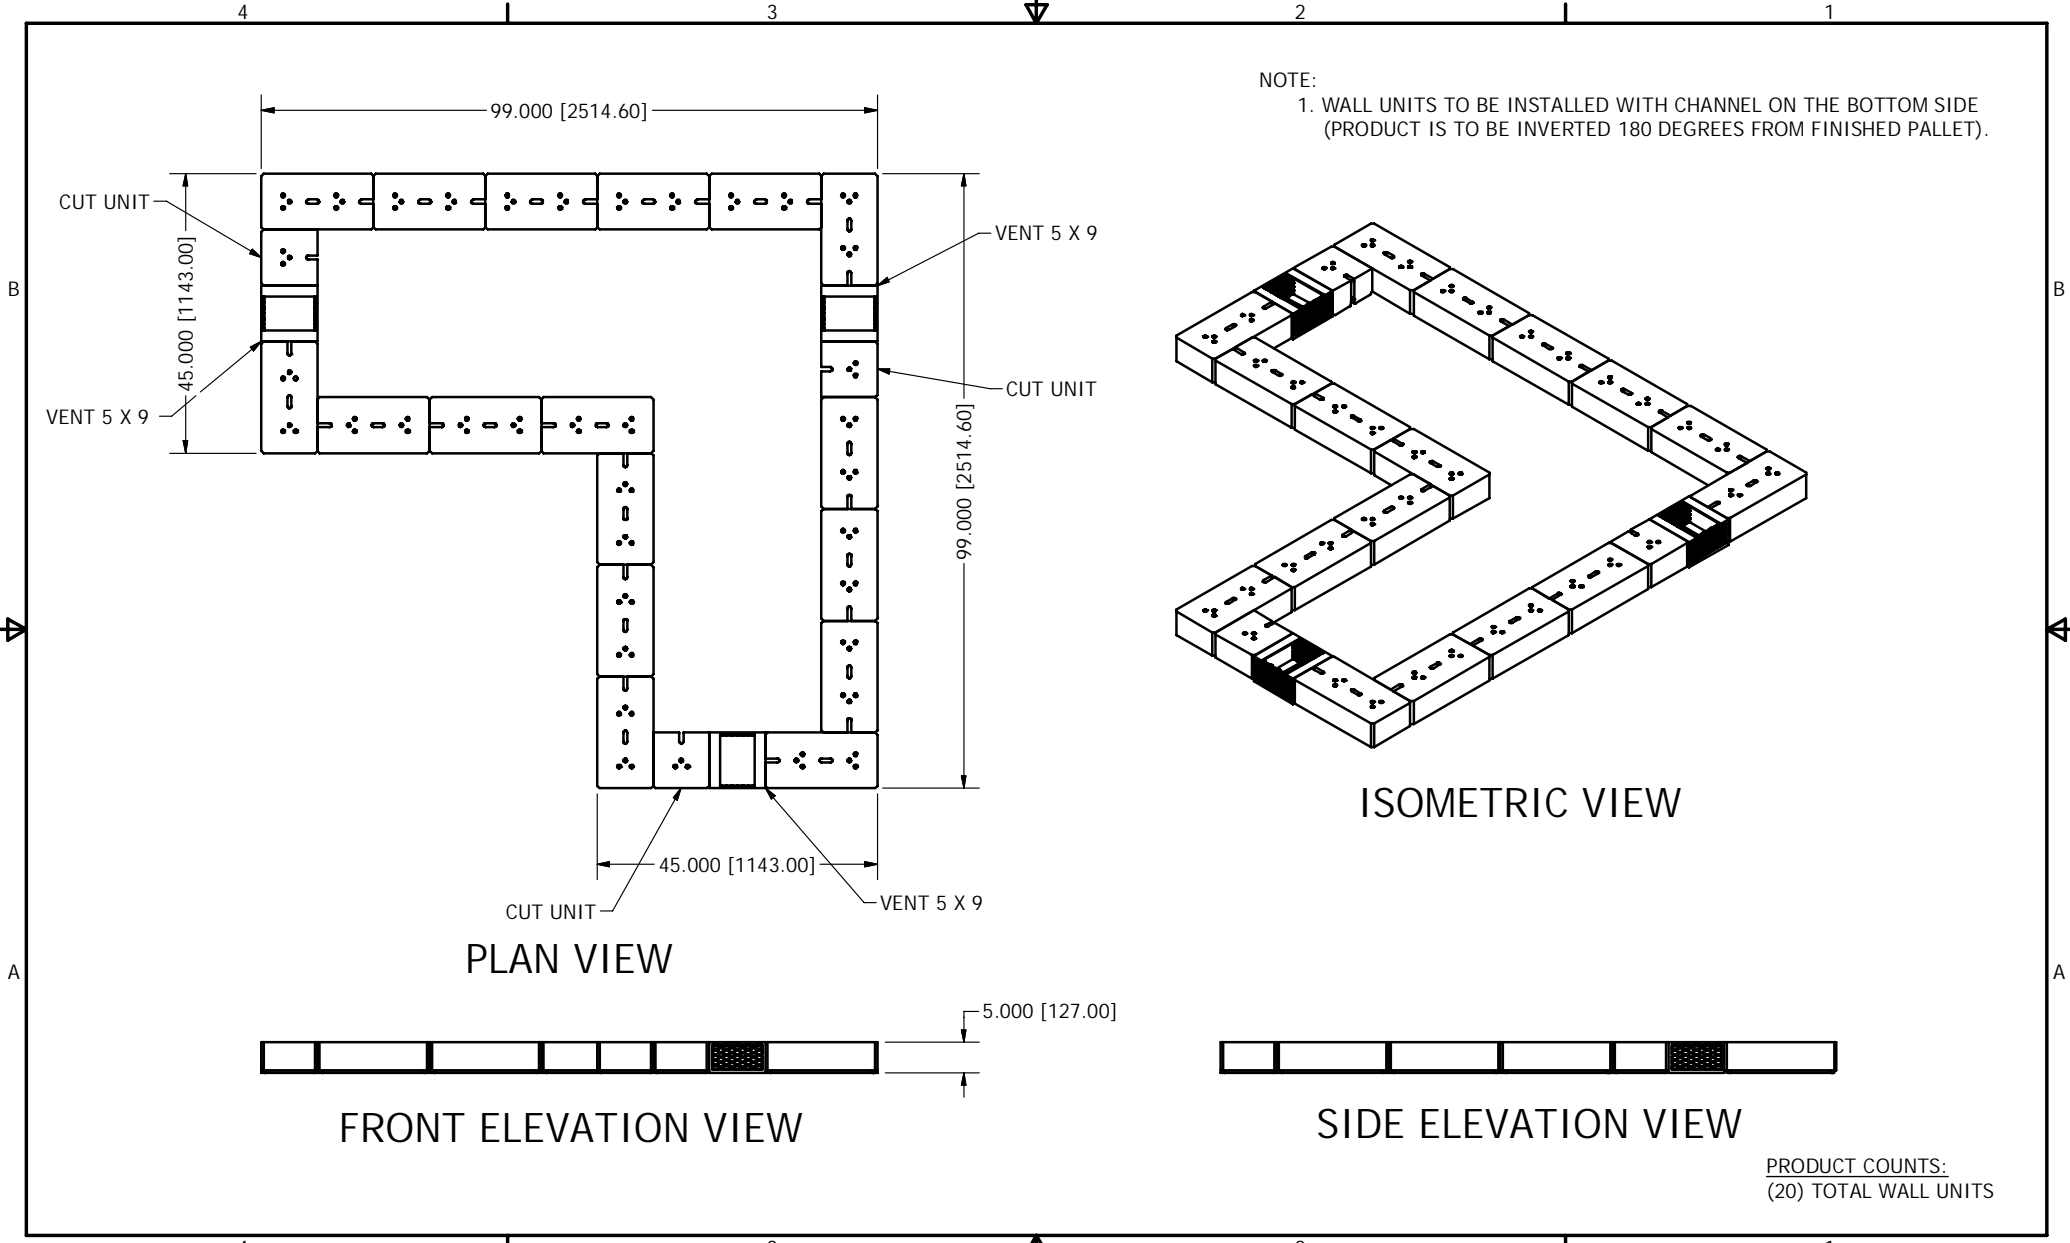 4
3
2
1
NOTE:
1. WALL UNITS TO BE INSTALLED WITH CHANNEL ON THE BOTTOM SIDE
(PRODUCT IS TO BE INVERTED 180 DEGREES FROM FINISHED PALLET).
99.000 [2514.60]
CUT UNIT
45.000 [1143.00]
VENT 5 X 9
VENT 5 X 9
CUT UNIT
99.000 [2514.60]
B
B
45.000 [1143.00]
CUT UNIT
VENT 5 X 9
PLAN VIEW
ISOMETRIC VIEW
A
A
5.000 [127.00]
FRONT ELEVATION VIEW
SIDE ELEVATION VIEW
PRODUCT COUNTS:
(20) TOTAL WALL UNITS